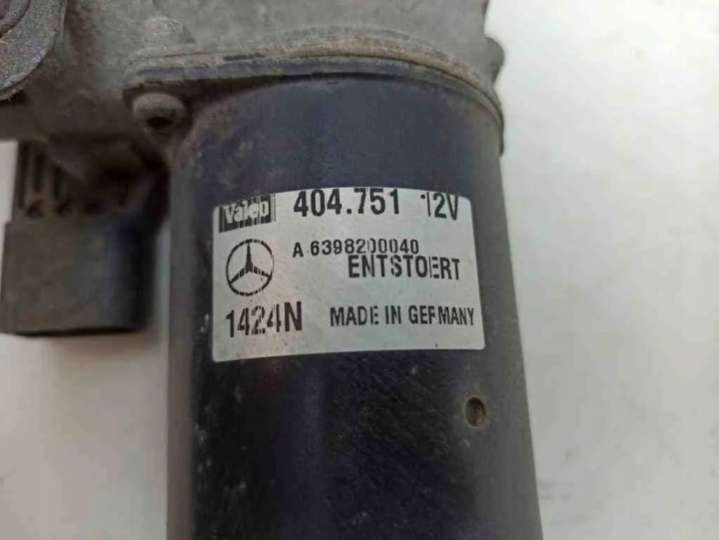 Valeo 404.751 12V
A 6398200040
ENTSTOERT
1424N MADE IN GERMANY